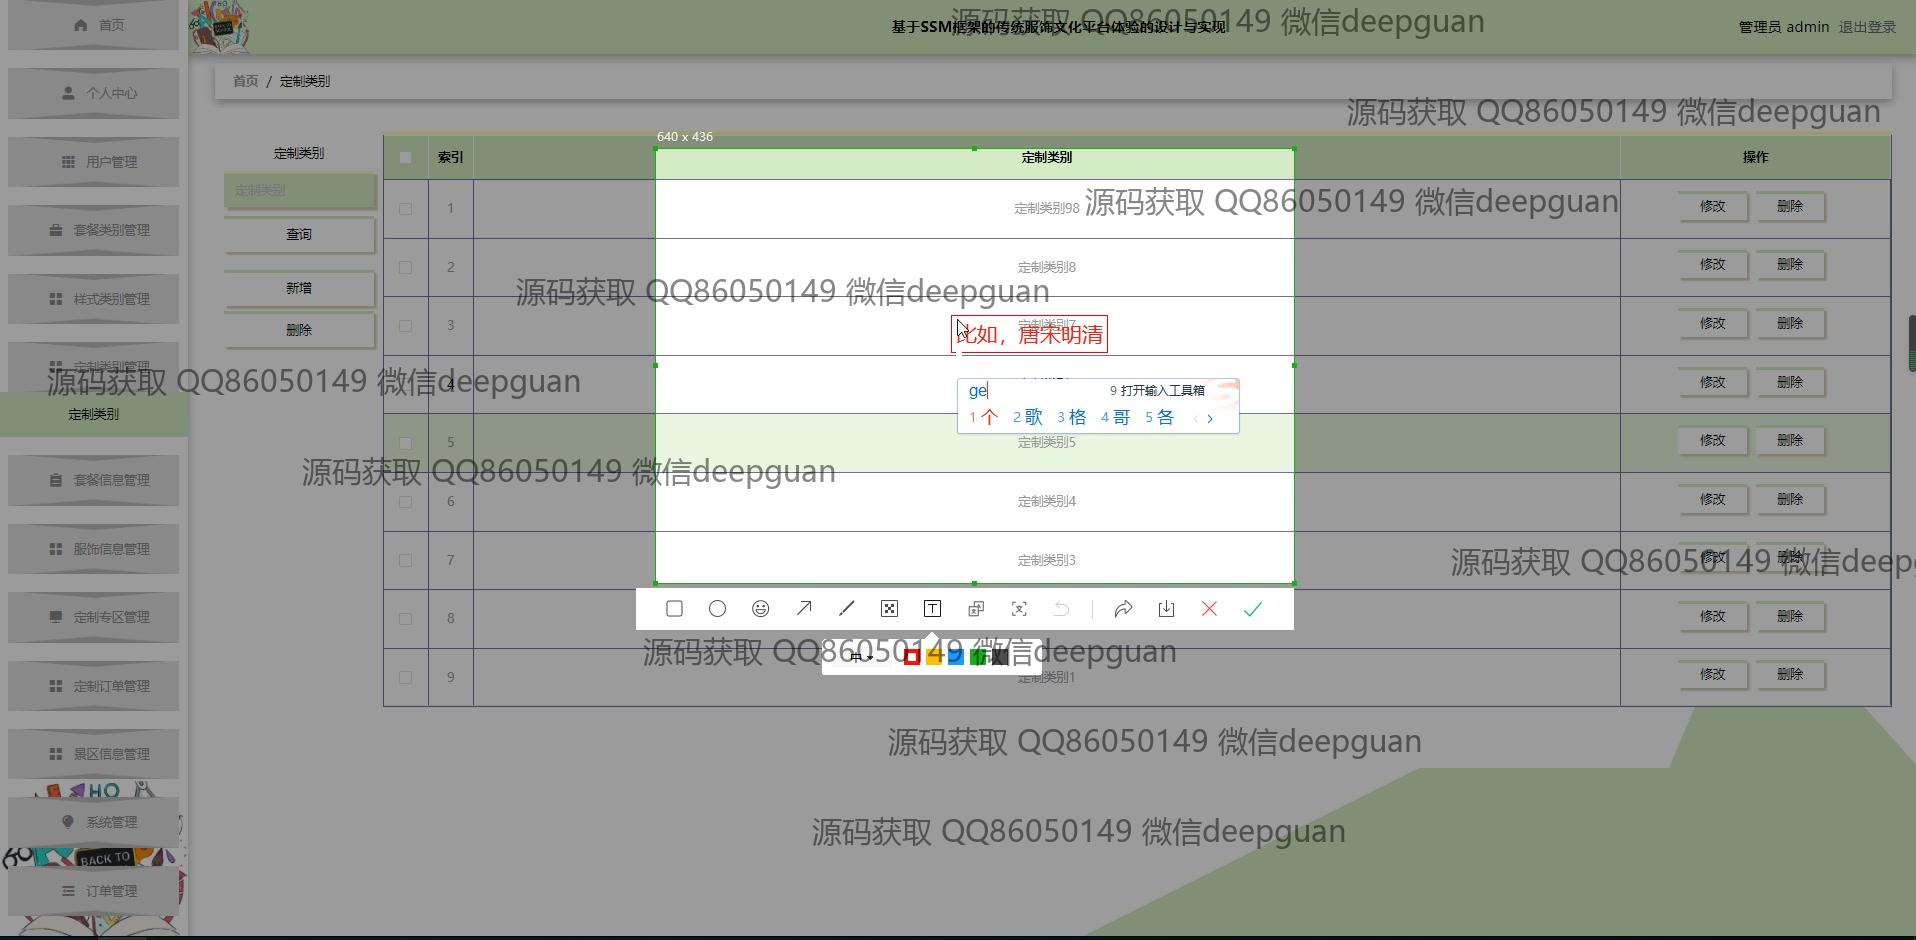 首页
个人中心
用户管理
套餐类别管理
样式类别管理
定制类别管理
定制类别
套餐信息管理
服饰信息管理
定制专区管理
定制订单管理
景区信息管理
HO
系统管理
BACK TO
订单管理
基于SSM框架的传统服饰文化平台体验的设计与实现
管理员 admin 退出登录
首页 / 定制类别
定制类别
定制类别
查询
新增
删除
640 x 436
索引 定制类别 操作
1 定制类别98 修改 删除
2 定制类别8 修改 删除
3 定制类别7 修改 删除
比如，唐宋明清
4 修改 删除
ge 9 打开输入工具箱
1 个 2 歌 3 格 4 哥 5 各
5 定制类别5 修改 删除
6 定制类别4 修改 删除
7 定制类别3 修改 删除
8 修改 删除
中
9 定制类别1 修改 删除
源码获取 QQ86050149 微信deepguan
源码获取 QQ86050149 微信deepguan
源码获取 QQ86050149 微信deepguan
源码获取 QQ86050149 微信deepguan
源码获取 QQ86050149 微信deepguan
源码获取 QQ86050149 微信deepguan
源码获取 QQ86050149 微信deep
源码获取 QQ86050149 微信deepguan
源码获取 QQ86050149 微信deepguan
源码获取 QQ86050149 微信deepguan